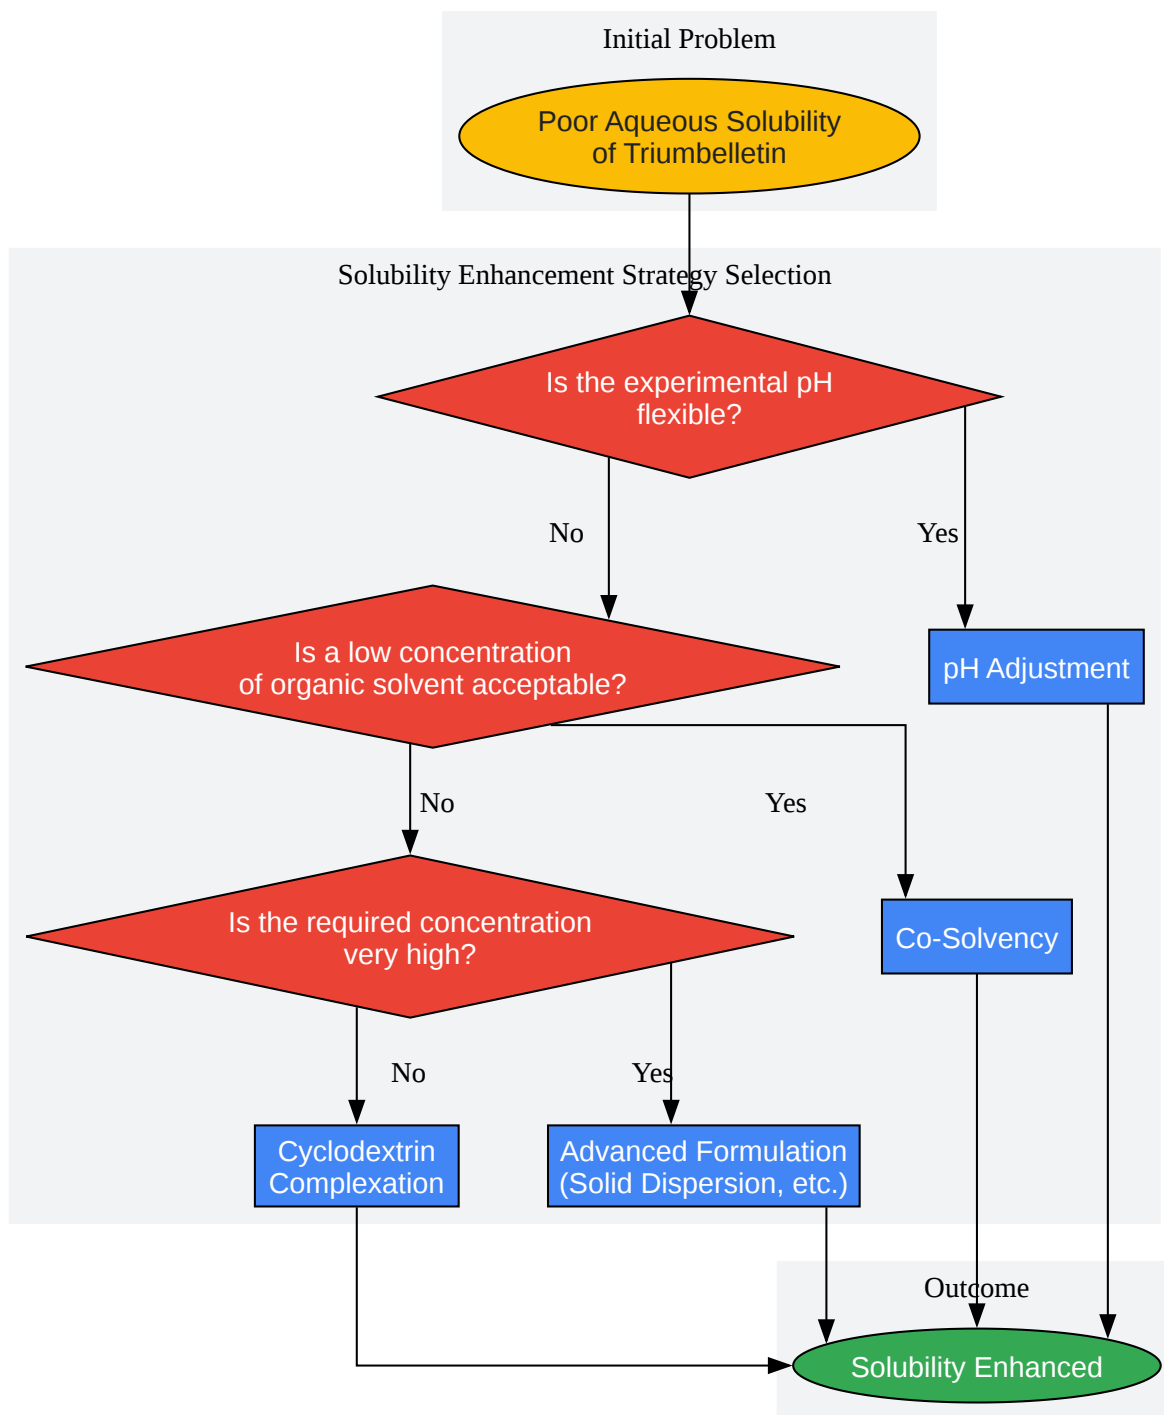 Initial Problem
Poor Aqueous Solubility
of Triumbelletin
Solubility Enhancement Strategy Selection
Is the experimental pH
flexible?
No
Yes
Is a low concentration
of organic solvent acceptable?
pH Adjustment
No
Yes
Is the required concentration
very high?
Co-Solvency
No
Yes
Cyclodextrin
Complexation
Advanced Formulation
(Solid Dispersion, etc.)
Outcome
Solubility Enhanced